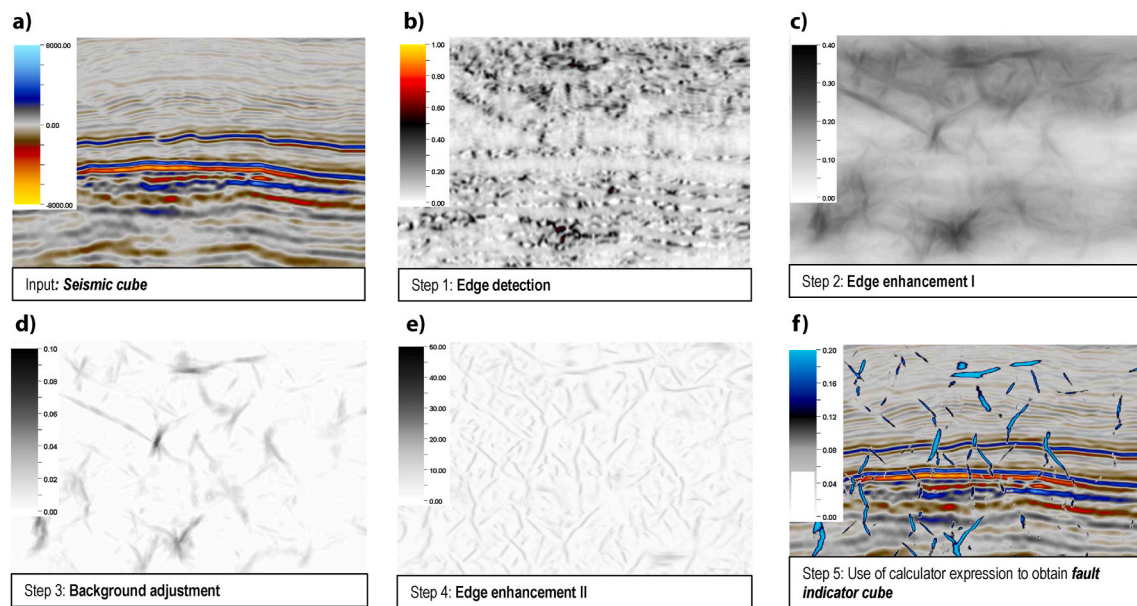 a)
8000.00
0.00
-8000.00
Input: Seismic cube
b)
1.00
0.80
0.60
0.40
0.20
0.00
Step 1: Edge detection
c)
0.40
0.30
0.20
0.10
0.00
Step 2: Edge enhancement I
d)
0.10
0.08
0.06
0.04
0.02
0.00
Step 3: Background adjustment
e)
50.00
40.00
30.00
20.00
10.00
00.00
Step 4: Edge enhancement II
f)
0.20
0.16
0.12
0.08
0.04
0.00
Step 5: Use of calculator expression to obtain fault
indicator cube